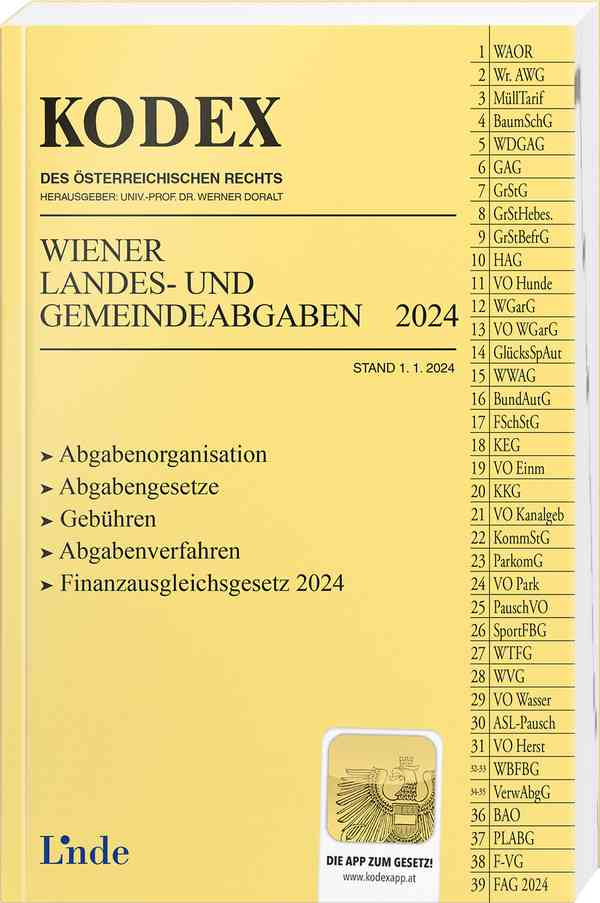 KODEX
DES ÖSTERREICHISCHEN RECHTS
HERAUSGEBER: UNIV.-PROF. DR. WERNER DORALT
WIENER
LANDES- UND
GEMEINDEABGABEN 2024
STAND 1. 1. 2024
➤ Abgabenorganisation
➤ Abgabengesetze
➤ Gebühren
➤ Abgabenverfahren
➤ Finanzausgleichsgesetz 2024
Linde
DIE APP ZUM GESETZ!
www.kodexapp.at
1 WAOR
2 Wr. AWG
3 MüllTarif
4 BaumSchG
5 WDGAG
6 GAG
7 GrStG
8 GrStHebes.
9 GrStBefrG
10 HAG
11 VO Hunde
12 WGarG
13 VO WGarG
14 GlücksSpAut
15 WWAG
16 BundAutG
17 FSchStG
18 KEG
19 VO Einm
20 KKG
21 VO Kanalgeb
22 KommStG
23 ParkomG
24 VO Park
25 PauschVO
26 SportFBG
27 WTFG
28 WVG
29 VO Wasser
30 ASL-Pausch
31 VO Herst
32-33 WBFBG
34-35 VerwAbgG
36 BAO
37 PLABG
38 F-VG
39 FAG 2024